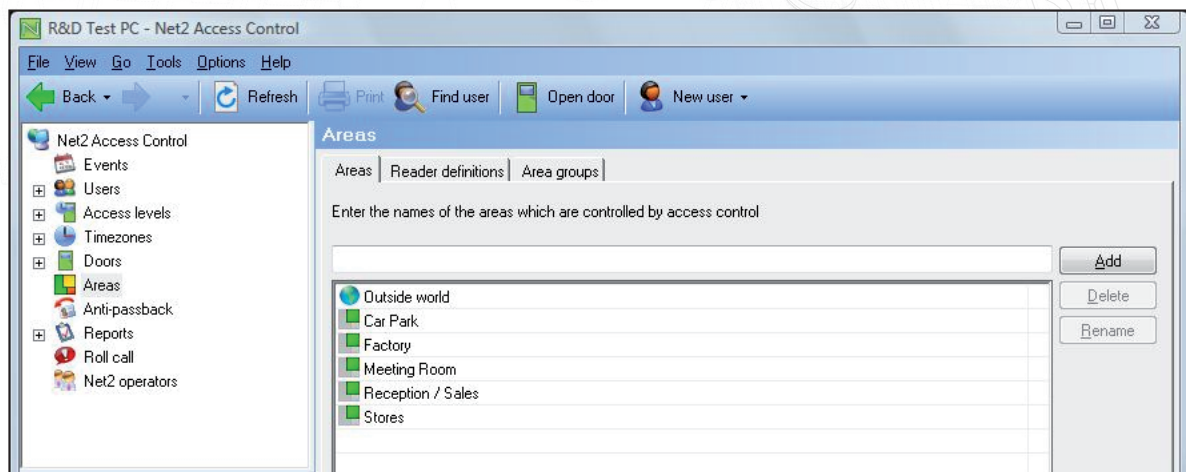 R&D Test PC - Net2 Access Control
File View Go Tools Options Help
Back Refresh Print Find user Open door New user
Net2 Access Control
Events
Users
Access levels
Timezones
Doors
Areas
Anti-passback
Reports
Roll call
Net2 operators
Areas
Areas Reader definitions Area groups
Enter the names of the areas which are controlled by access control
Add
Outside world
Delete
Car Park
Rename
Factory
Meeting Room
Reception / Sales
Stores